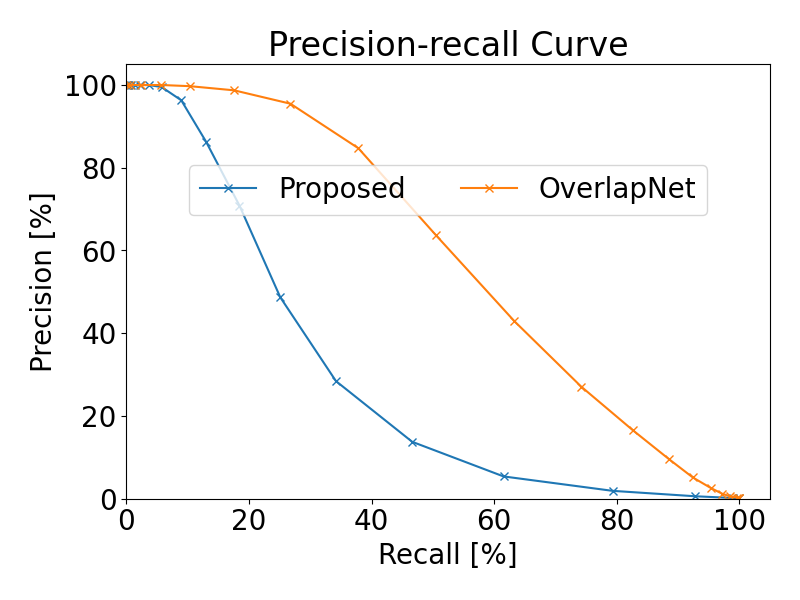 Precision-recall Curve
100
80
60
40
20
0
Precision [%]
Proposed OverlapNet
0 20 40 60 80 100
Recall [%]